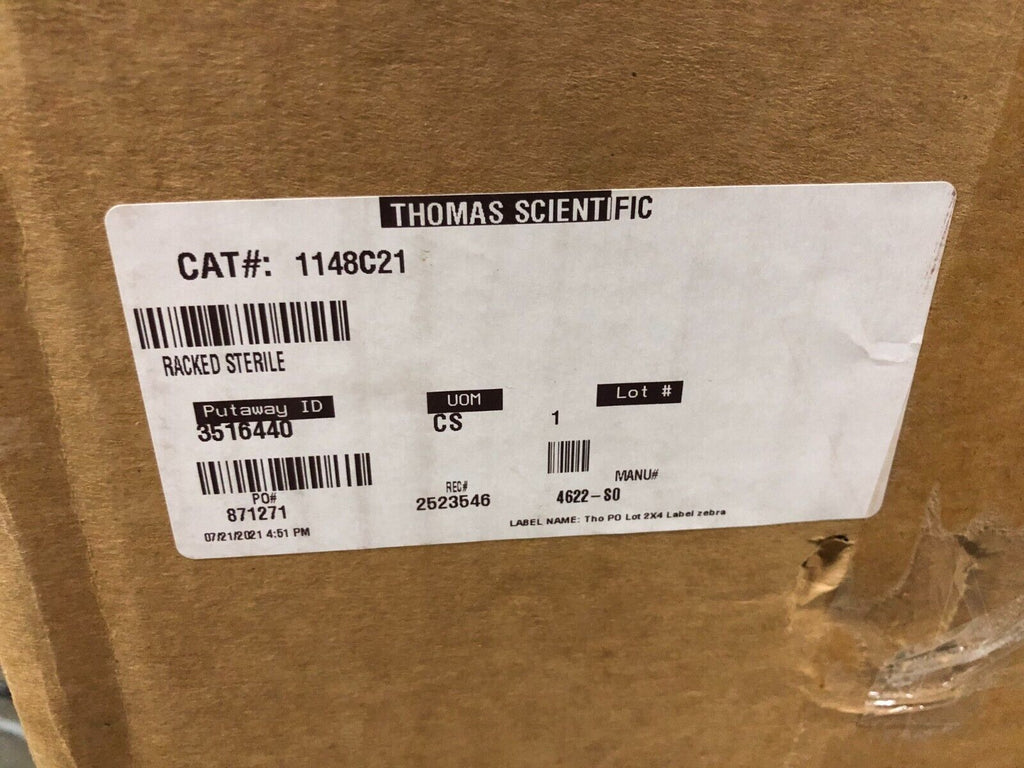 THOMAS SCIENTIFIC
CAT#: 1148C21
RACKED STERILE
Putaway ID UOM Lot #
3516440 CS 1
PO# REC# MANU#
871271 2523546 4622-S0
07/21/2021 4:51 PM LABEL NAME: Tho PO Lot 2X4 Label zebra